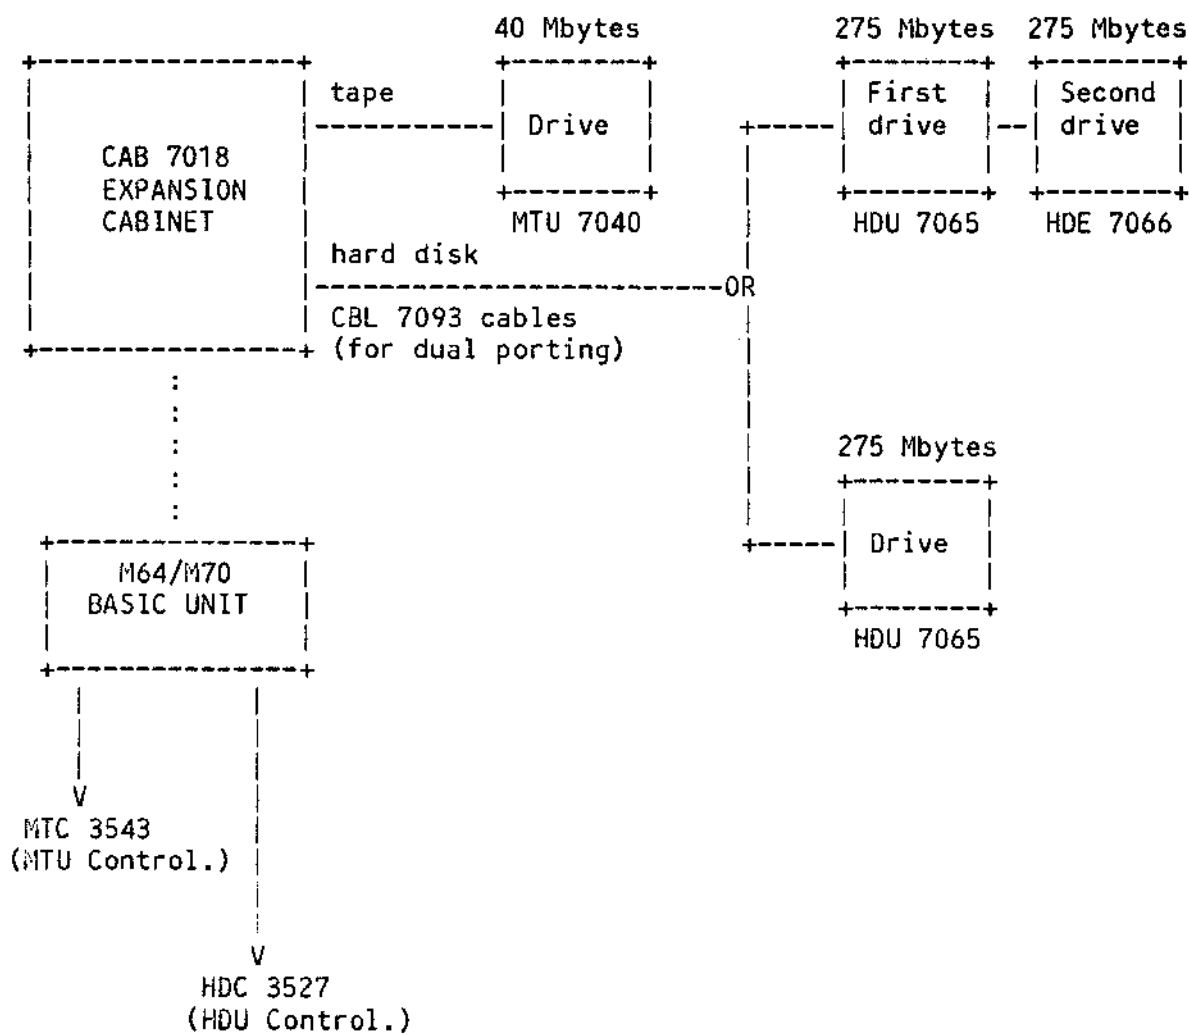 40 Mbytes
275 Mbytes 275 Mbytes
tape
Drive
First drive
Second drive
CAB 7018
EXPANSION
CABINET
MTU 7040
HDU 7065
HDE 7066
hard disk
OR
CBL 7093 cables
(for dual porting)
275 Mbytes
Drive
HDU 7065
M64/M70
BASIC UNIT
MTC 3543
(MTU Control.)
HDC 3527
(HDU Control.)